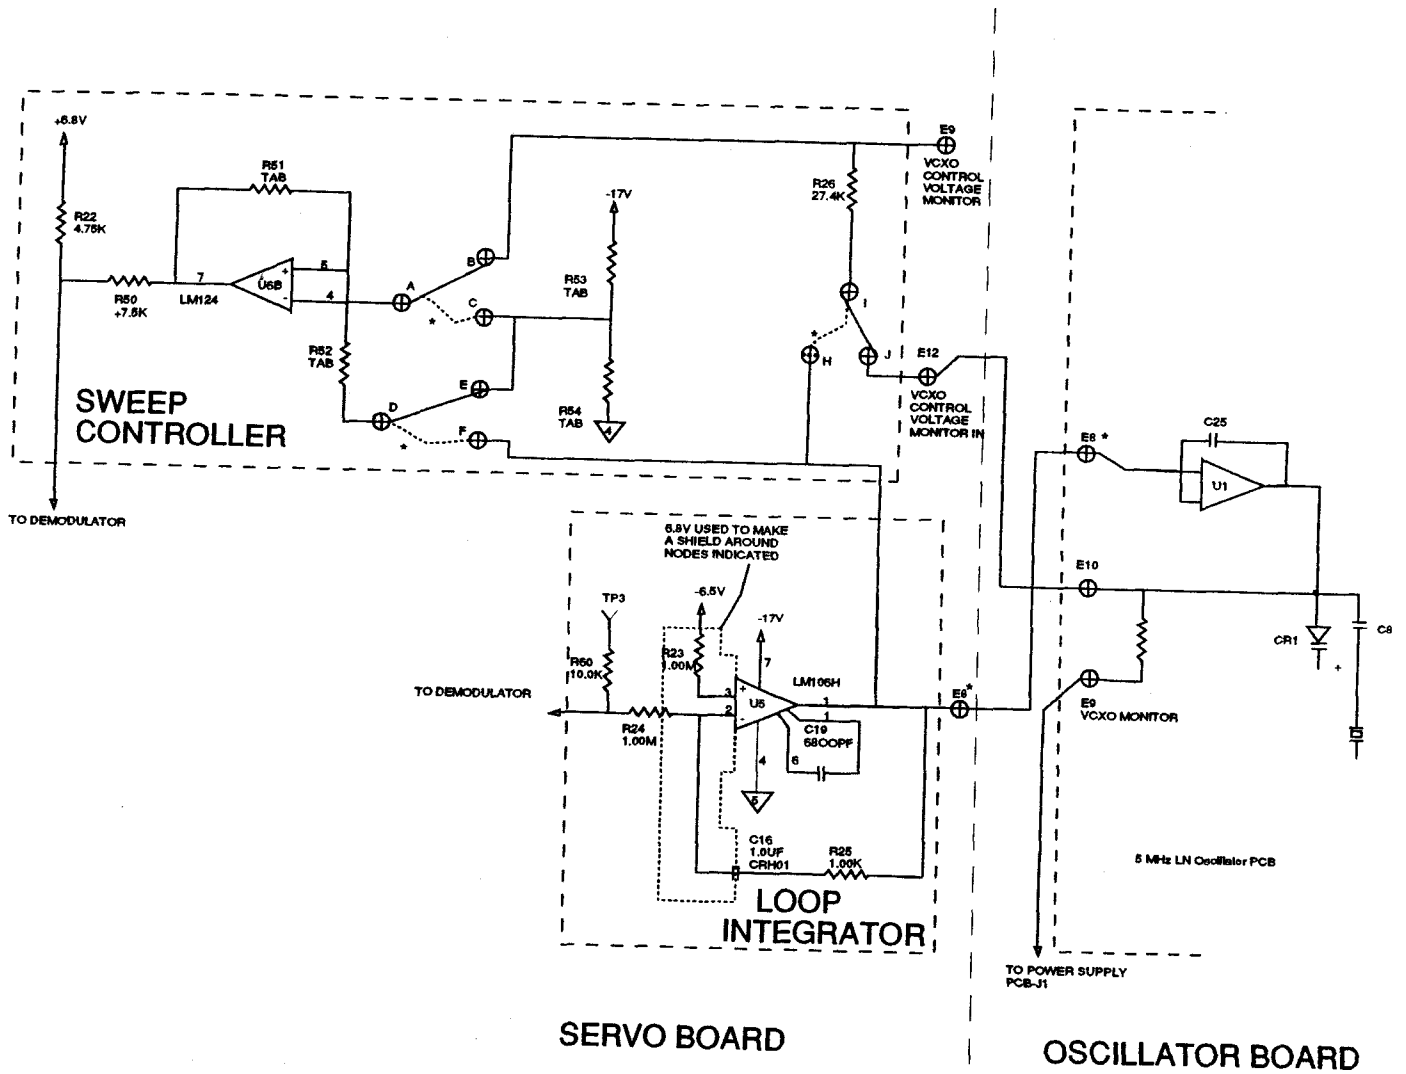 +6.8V
R51
TAB
R22
4.75K
7
5
4
+
-
U6B
LM124
R50
+7.5K
R52
TAB
A
B
C
*
D
E
F
*
-17V
R53
TAB
R54
TAB
4
E9
VCXO
CONTROL
VOLTAGE
MONITOR
R26
27.4K
I
*
H
J
E12
VCXO
CONTROL
VOLTAGE
MONITOR IN
SWEEP
CONTROLLER
TO DEMODULATOR
6.8V USED TO MAKE
A SHIELD AROUND
NODES INDICATED
TP3
-6.5V
-17V
7
R23
1.00M
R60
10.0K
LM106H
TO DEMODULATOR
3
2
+
-
U5
1
1
R24
1.00M
C19
6800PF
4
6
5
C16
1.0UF
CRH01
R25
1.00K
LOOP
INTEGRATOR
E6*
E8 *
C25
U1
E10
CR1
+
C8
E9
VCXO MONITOR
5 MHz LN Oscillator PCB
TO POWER SUPPLY
PCB-J1
SERVO BOARD
OSCILLATOR BOARD